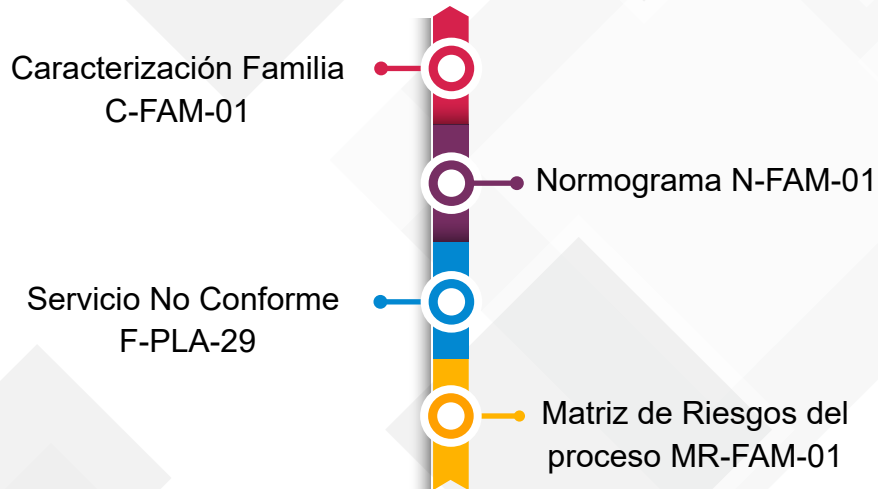 Caracterización Familia
C-FAM-01
Normograma N-FAM-01
Servicio No Conforme
F-PLA-29
Matriz de Riesgos del
proceso MR-FAM-01